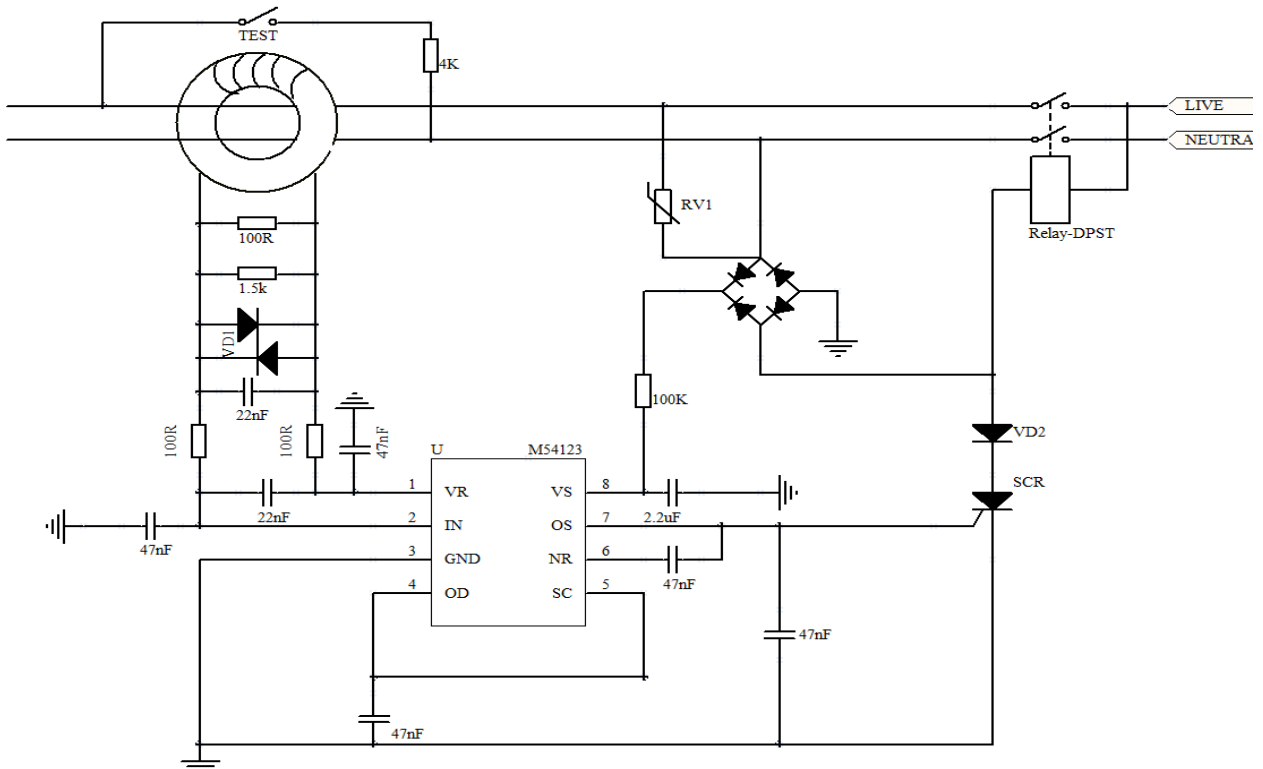 TEST
4K
LIVE
NEUTRA
RV1
Relay-DPST
100R
1.5k
VD1
22nF
100K
100R
100R
47nF
U
M54123
VD2
SCR
1
VR
VS
8
22nF
2.2uF
2
IN
OS
7
47nF
3
GND
NR
6
47nF
4
OD
SC
5
47nF
47nF